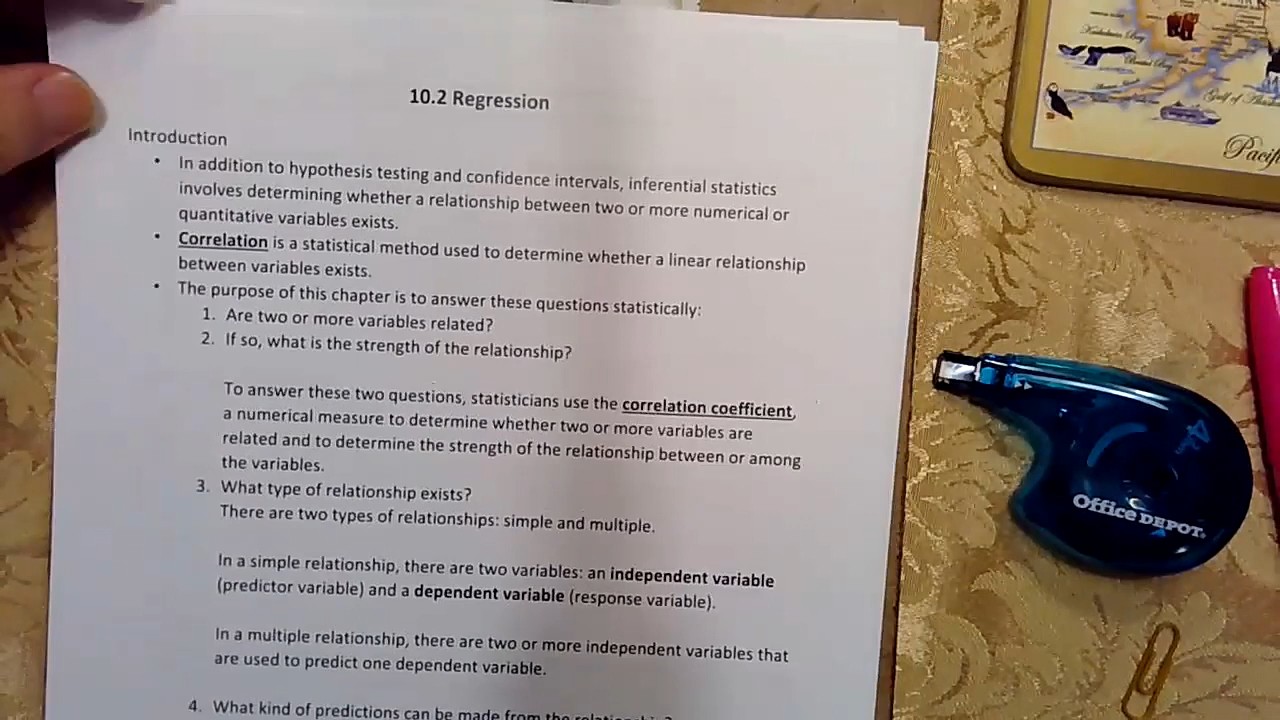 10.2 Regression
Introduction
• In addition to hypothesis testing and confidence intervals, inferential statistics
involves determining whether a relationship between two or more numerical or
quantitative variables exists.
• Correlation is a statistical method used to determine whether a linear relationship
between variables exists.
• The purpose of this chapter is to answer these questions statistically:
1. Are two or more variables related?
2. If so, what is the strength of the relationship?
To answer these two questions, statisticians use the correlation coefficient,
a numerical measure to determine whether two or more variables are
related and to determine the strength of the relationship between or among
the variables.
3. What type of relationship exists?
There are two types of relationships: simple and multiple.
In a simple relationship, there are two variables: an independent variable
(predictor variable) and a dependent variable (response variable).
In a multiple relationship, there are two or more independent variables that
are used to predict one dependent variable.
4. What kind of predictions can be made from the
Gulf of
Pacif
Office DEPOT